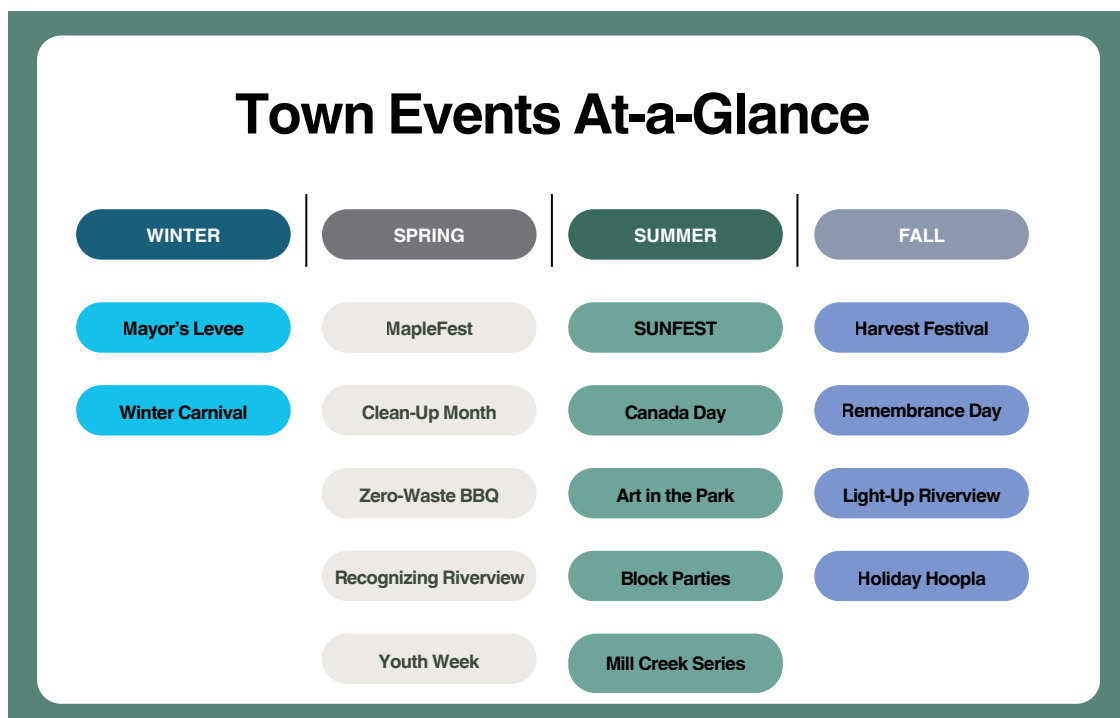 Town Events At-a-Glance
WINTER
Mayor’s Levee
Winter Carnival
SPRING
MapleFest
Clean-Up Month
Zero-Waste BBQ
Recognizing Riverview
Youth Week
SUMMER
SUNFEST
Canada Day
Art in the Park
Block Parties
Mill Creek Series
FALL
Harvest Festival
Remembrance Day
Light-Up Riverview
Holiday Hoopla